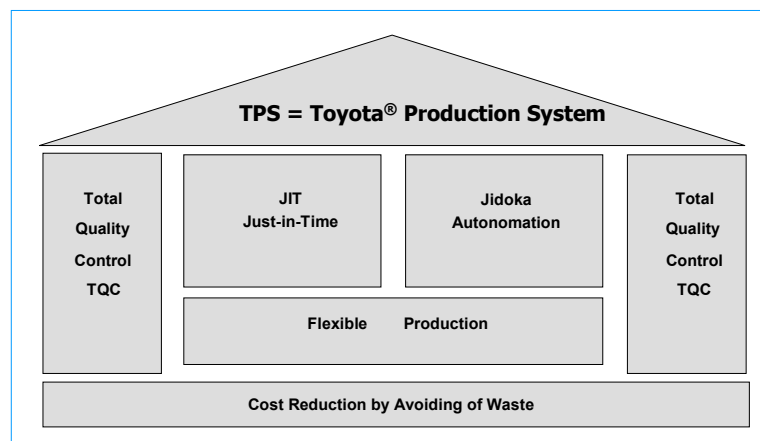 TPS = Toyota® Production System
Total
Quality
Control
TQC
JIT
Just-in-Time
Jidoka
Autonomation
Total
Quality
Control
TQC
Flexible Production
Cost Reduction by Avoiding of Waste